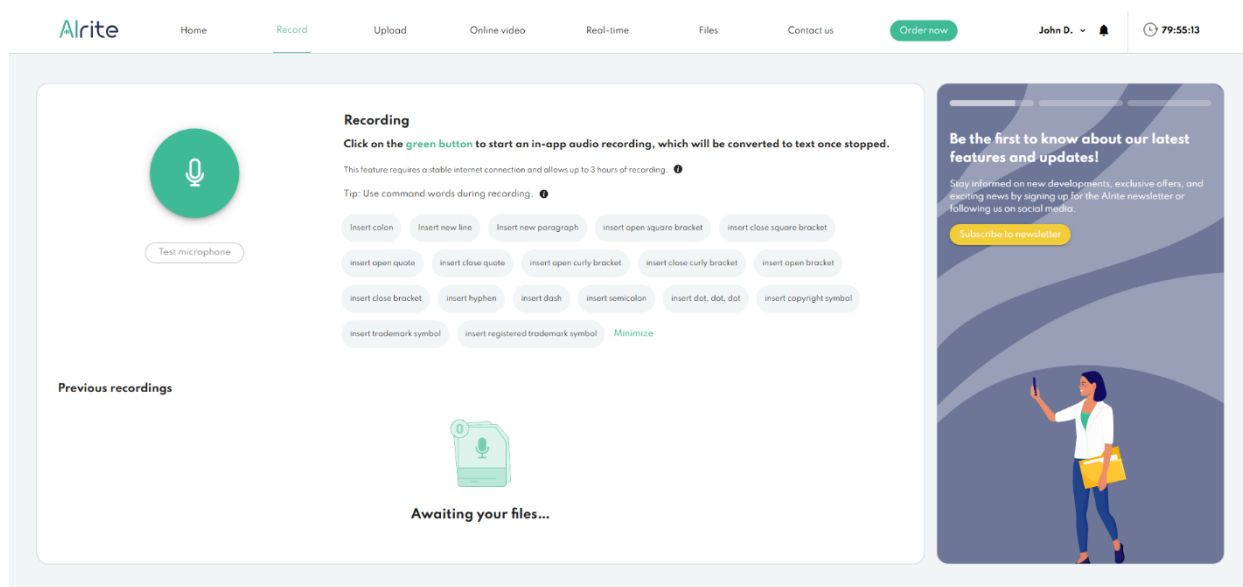 Alrite
Home
Record
Upload
Online video
Real-time
Files
Contact us
Order now
John D.
79:55:13
Recording
Click on the green button to start an in-app audio recording, which will be converted to text once stopped.
This feature requires a stable internet connection and allows up to 3 hours of recording.
Tip: Use command words during recording.
Test microphone
Insert colon
Insert new line
Insert new paragraph
insert open square bracket
insert close square bracket
insert open quote
insert close quote
insert open curly bracket
insert close curly bracket
insert open bracket
insert close bracket
insert hyphen
insert dash
insert semicolon
insert dot, dot, dot
insert copyright symbol
insert trademark symbol
insert registered trademark symbol
Minimize
Previous recordings
0
Awaiting your files...
Be the first to know about our latest
features and updates!
Stay informed on new developments, exclusive offers, and
exciting news by signing up for the Alrite newsletter or
following us on social media.
Subscribe to newsletter